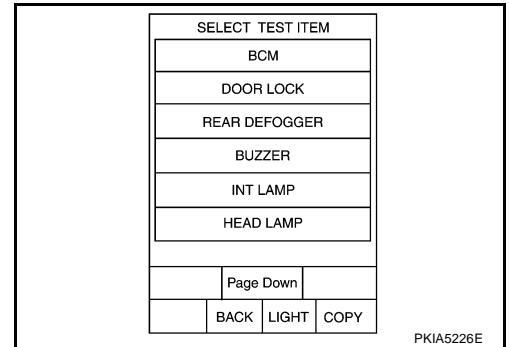 SELECT TEST ITEM
BCM
DOOR LOCK
REAR DEFOGGER
BUZZER
INT LAMP
HEAD LAMP
Page Down
BACK LIGHT COPY
PKIA5226E